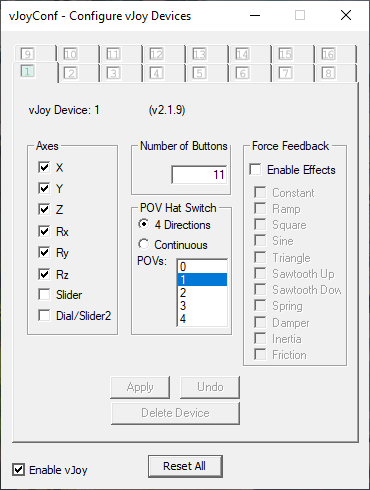 vJoyConf - Configure vJoy Devices
9 10 11 12 13 14 15 16
1 2 3 4 5 6 7 8
vJoy Device: 1 (v2.1.9)
Axes
X
Y
Z
Rx
Ry
Rz
Slider
Dial/Slider2
Number of Buttons
11
POV Hat Switch
4 Directions
Continuous
POVs:
0
1
2
3
4
Force Feedback
Enable Effects
Constant
Ramp
Square
Sine
Triangle
Sawtooth Up
Sawtooth Dow
Spring
Damper
Inertia
Friction
Apply Undo
Delete Device
Enable vJoy
Reset All